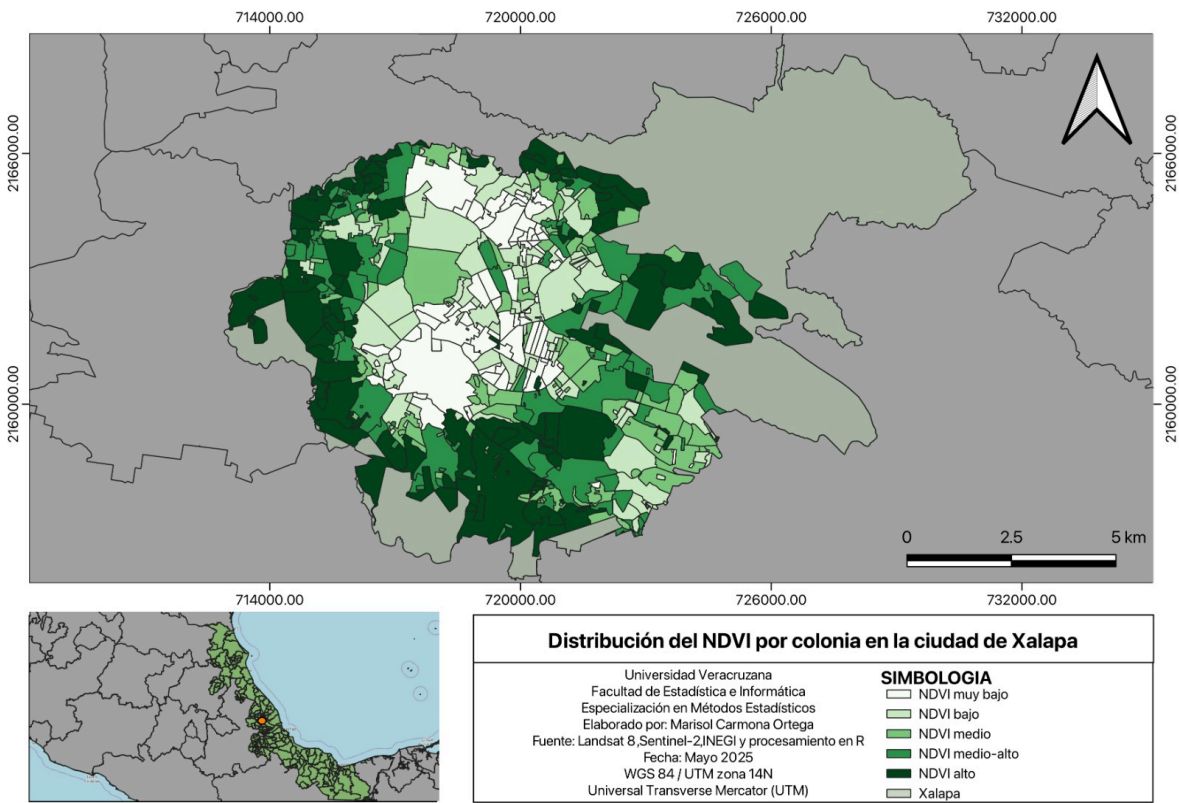 714000.00
720000.00
726000.00
732000.00
2166000.00
2166000.00
2160000.00
2160000.00
0 2.5 5 km
714000.00
720000.00
726000.00
732000.00
Distribución del NDVI por colonia en la ciudad de Xalapa
Universidad Veracruzana
Facultad de Estadística e Informática
Especialización en Métodos Estadísticos
Elaborado por: Marisol Carmona Ortega
Fuente: Landsat 8,Sentinel-2,INEGI y procesamiento en R
Fecha: Mayo 2025
WGS 84 / UTM zona 14N
Universal Transverse Mercator (UTM)
SIMBOLOGIA
NDVI muy bajo
NDVI bajo
NDVI medio
NDVI medio-alto
NDVI alto
Xalapa